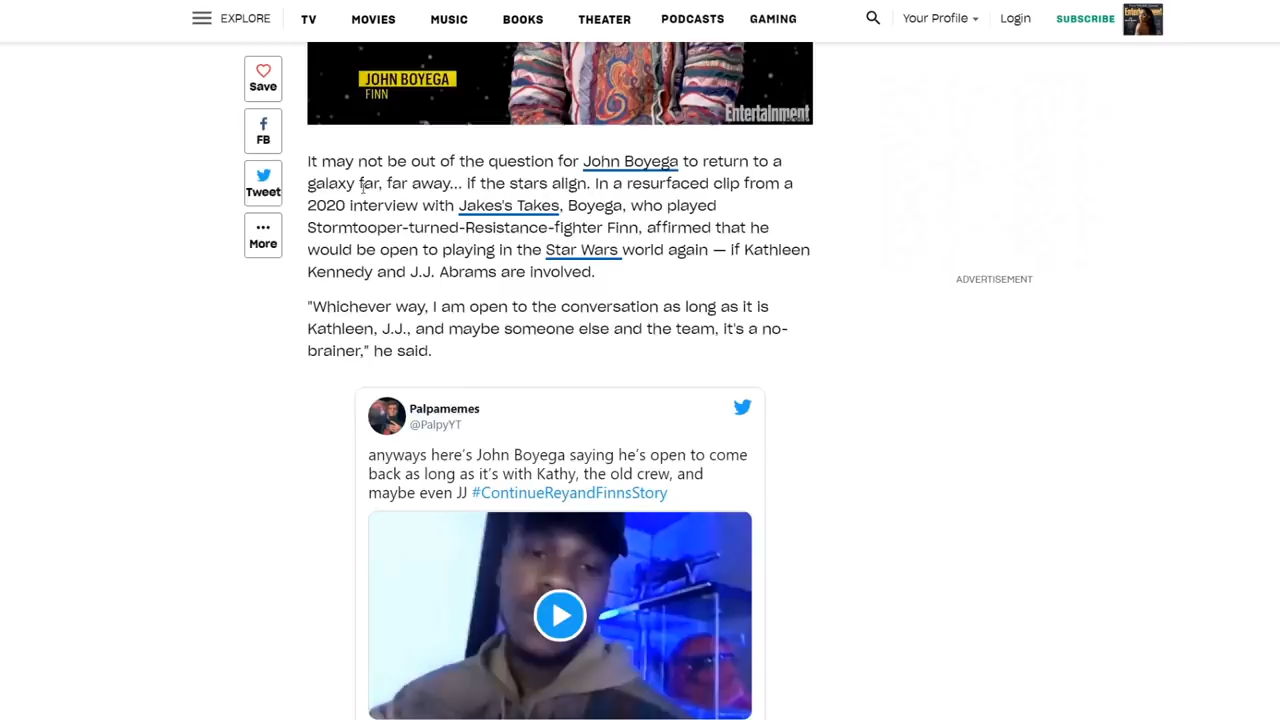 EXPLORE
TV
MOVIES
MUSIC
BOOKS
THEATER
PODCASTS
GAMING
Your Profile
Login
SUBSCRIBE
Save
FB
Tweet
More
JOHN BOYEGA
FINN
Entertainment
It may not be out of the question for John Boyega to return to a
galaxy far, far away... If the stars align. In a resurfaced clip from a
2020 interview with Jakes's Takes, Boyega, who played
Stormtooper-turned-Resistance-fighter Finn, affirmed that he
would be open to playing in the Star Wars world again — if Kathleen
Kennedy and J.J. Abrams are involved.
"Whichever way, I am open to the conversation as long as it is
Kathleen, J.J., and maybe someone else and the team, it's a no-
brainer," he said.
ADVERTISEMENT
Palpamemes
@PalpyYT
anyways here's John Boyega saying he's open to come
back as long as it's with Kathy, the old crew, and
maybe even JJ #ContinueReyandFinnsStory